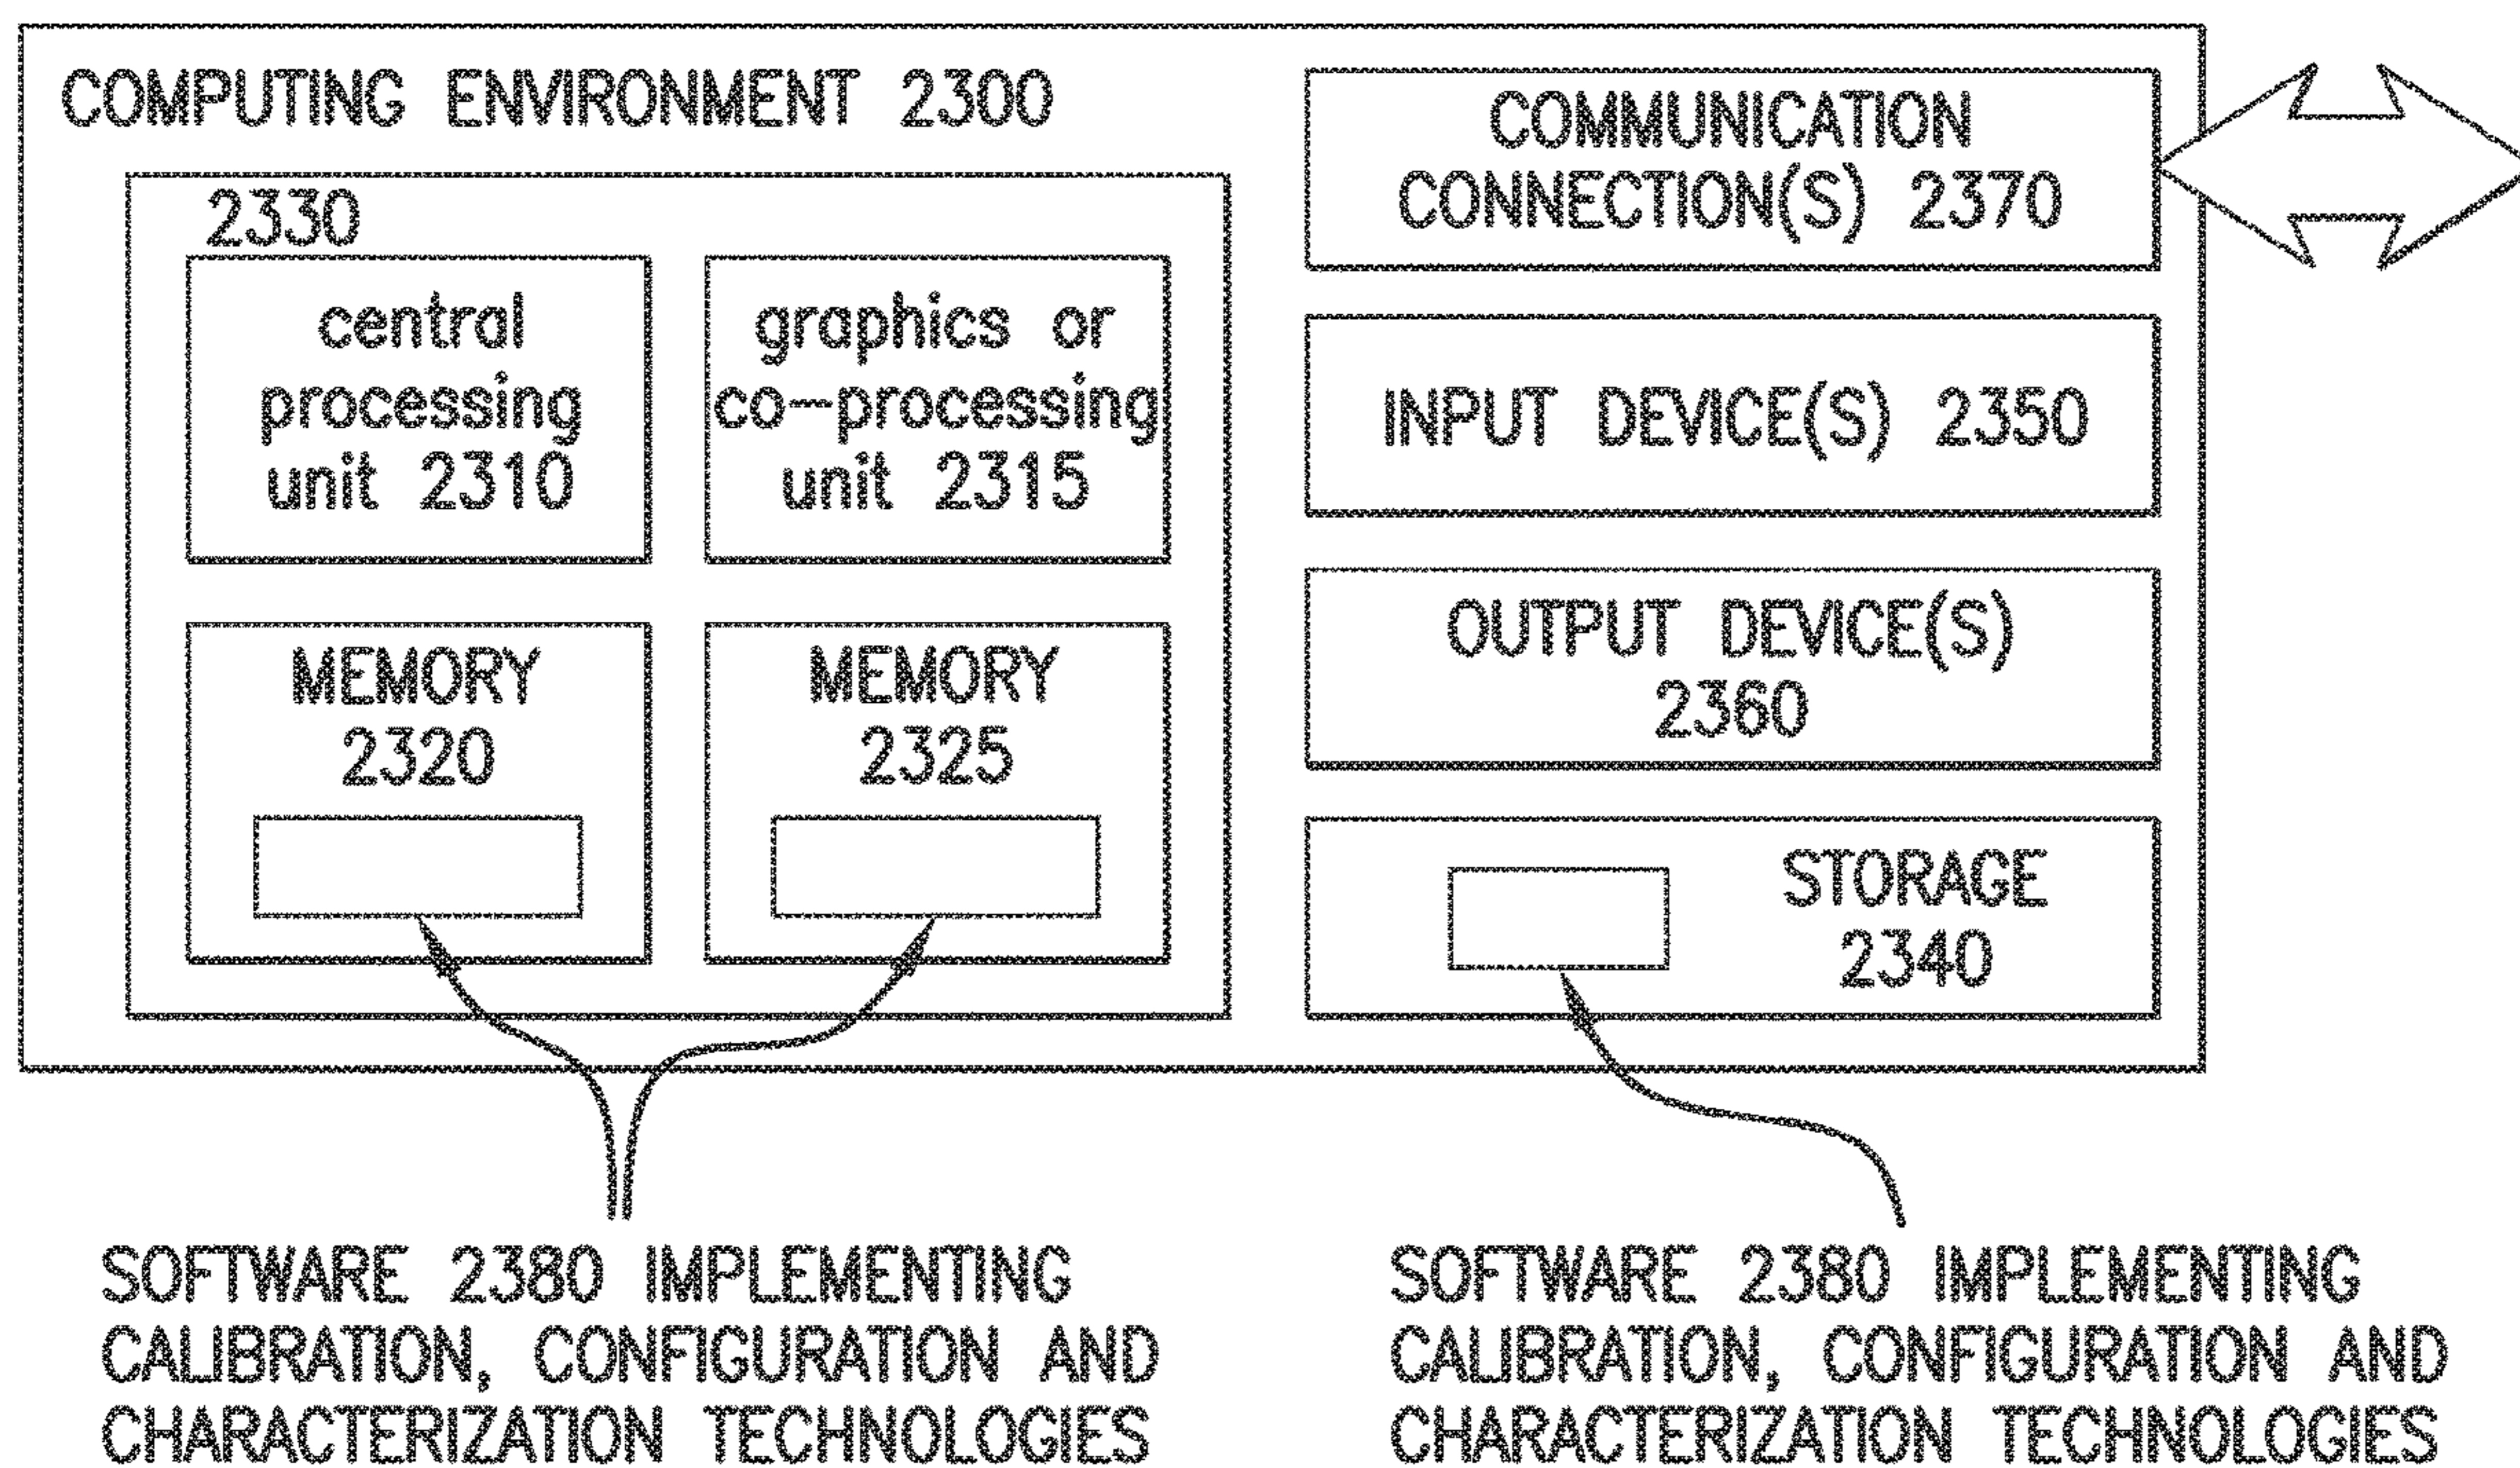 COMPUTING ENVIRONMENT 2300
2330
central
processing
unit 2310
graphics or
co-processing
unit 2315
MEMORY
2320
MEMORY
2325
COMMUNICATION
CONNECTION(S) 2370
INPUT DEVICE(S) 2350
OUTPUT DEVICE(S)
2360
STORAGE
2340
SOFTWARE 2380 IMPLEMENTING
CALIBRATION, CONFIGURATION AND
CHARACTERIZATION TECHNOLOGIES
SOFTWARE 2380 IMPLEMENTING
CALIBRATION, CONFIGURATION AND
CHARACTERIZATION TECHNOLOGIES